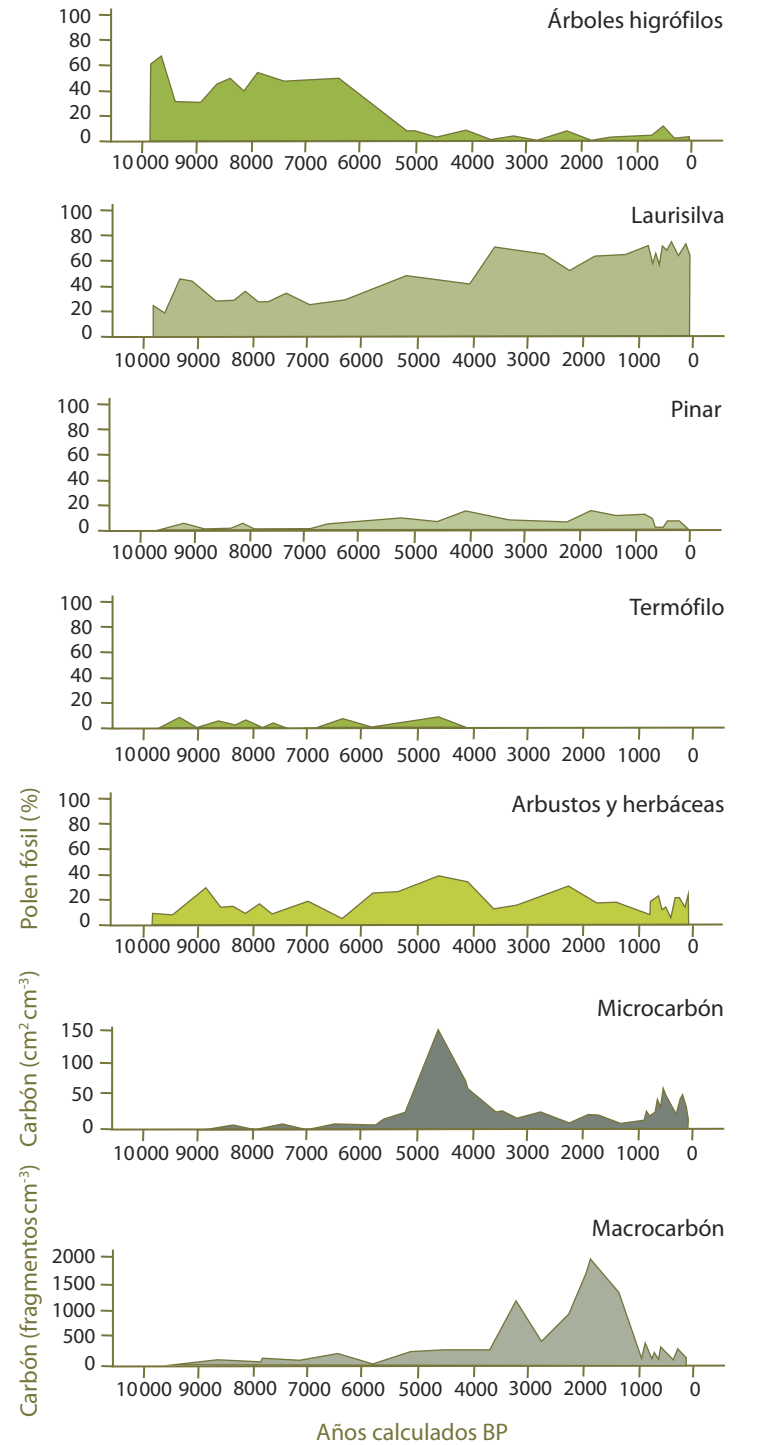 Árboles higrófilos
100
80
60
40
20
0
10000 9000 8000 7000 6000 5000 4000 3000 2000 1000 0
Laurisilva
100
80
60
40
20
0
10000 9000 8000 7000 6000 5000 4000 3000 2000 1000 0
Pinar
100
80
60
40
20
0
10000 9000 8000 7000 6000 5000 4000 3000 2000 1000 0
Termófilo
100
80
60
40
20
0
10000 9000 8000 7000 6000 5000 4000 3000 2000 1000 0
Arbustos y herbáceas
Polen fósil (%)
100
80
60
40
20
0
10000 9000 8000 7000 6000 5000 4000 3000 2000 1000 0
Microcarbón
Carbón (cm² cm⁻³)
150
100
50
0
10000 9000 8000 7000 6000 5000 4000 3000 2000 1000 0
Macrocarbón
Carbón (fragmentos cm⁻³)
2000
1500
1000
500
0
10000 9000 8000 7000 6000 5000 4000 3000 2000 1000 0
Años calculados BP